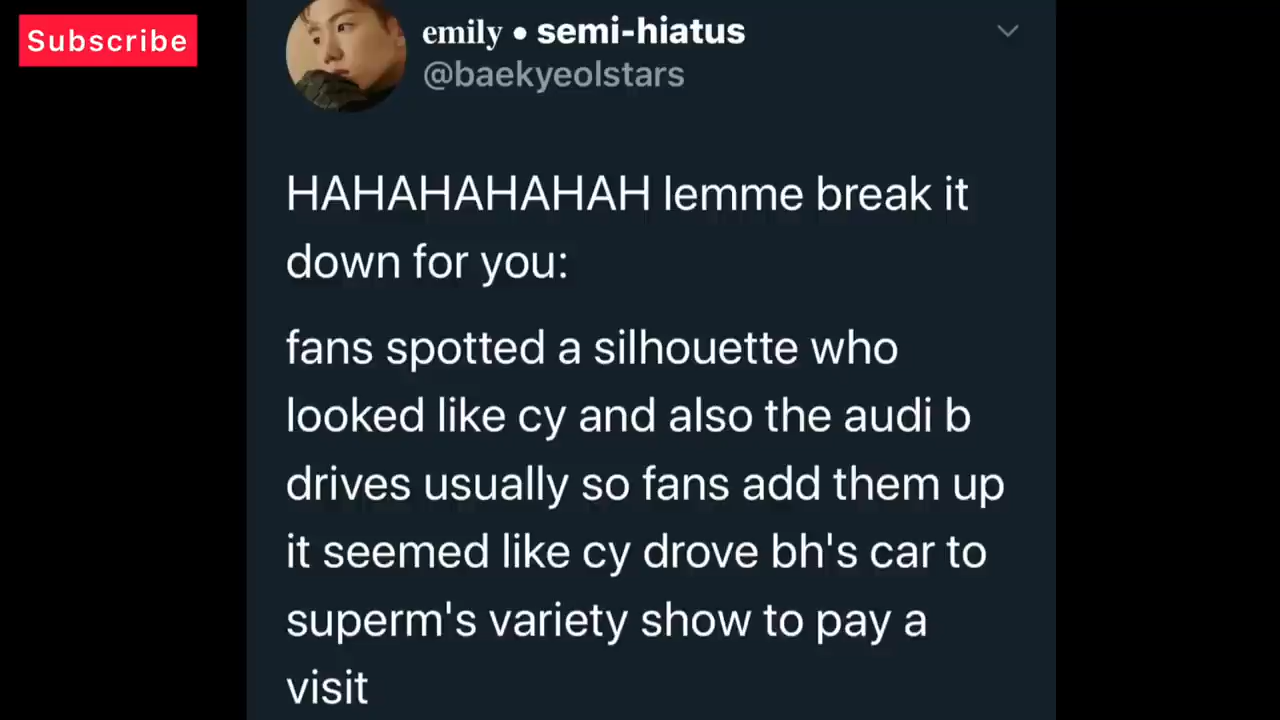 Subscribe
emily • semi-hiatus
@baekyeolstars
HAHAHAHAHAH lemme break it
down for you:
fans spotted a silhouette who
looked like cy and also the audi b
drives usually so fans add them up
it seemed like cy drove bh's car to
superm's variety show to pay a
visit